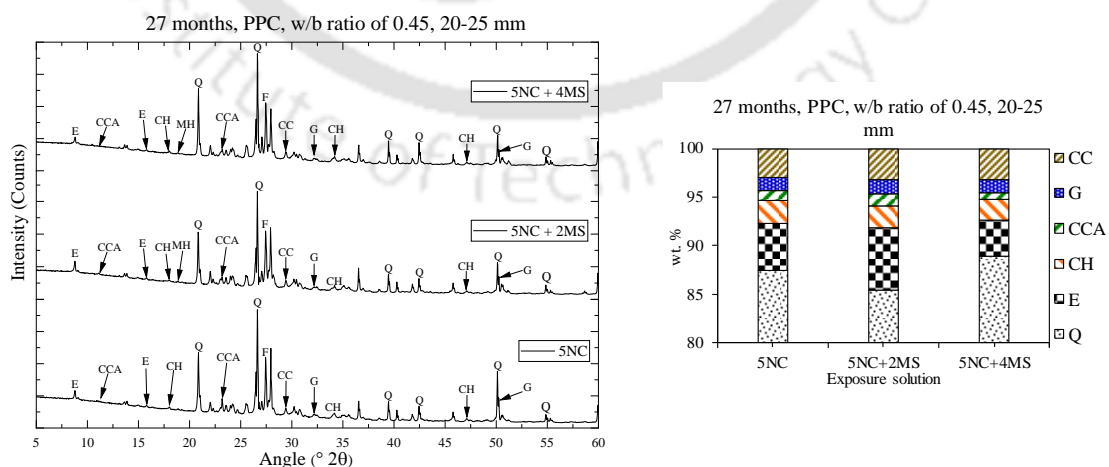 27 months, PPC, w/b ratio of 0.45, 20-25 mm
Q
5NC + 4MS
Q
F
E
CCA
E
CH
MH
CCA
CC
G
CH
Q
Q
CH
Q
G
Q
Q
5NC + 2MS
Q
F
E
CCA
E
CH
MH
CCA
CC
G
CH
Q
Q
CH
Q
G
Q
Q
5NC
Q
F
E
CCA
E
CH
CCA
CC
G
CH
Q
Q
CH
Q
G
Q
Intensity (Counts)
5 10 15 20 25 30 35 40 45 50 55 60
Angle (° 2θ)
27 months, PPC, w/b ratio of 0.45, 20-25
mm
100
95
90
85
80
wt. %
5NC 5NC+2MS 5NC+4MS
Exposure solution
CC
G
CCA
CH
E
Q
stitute of Techn